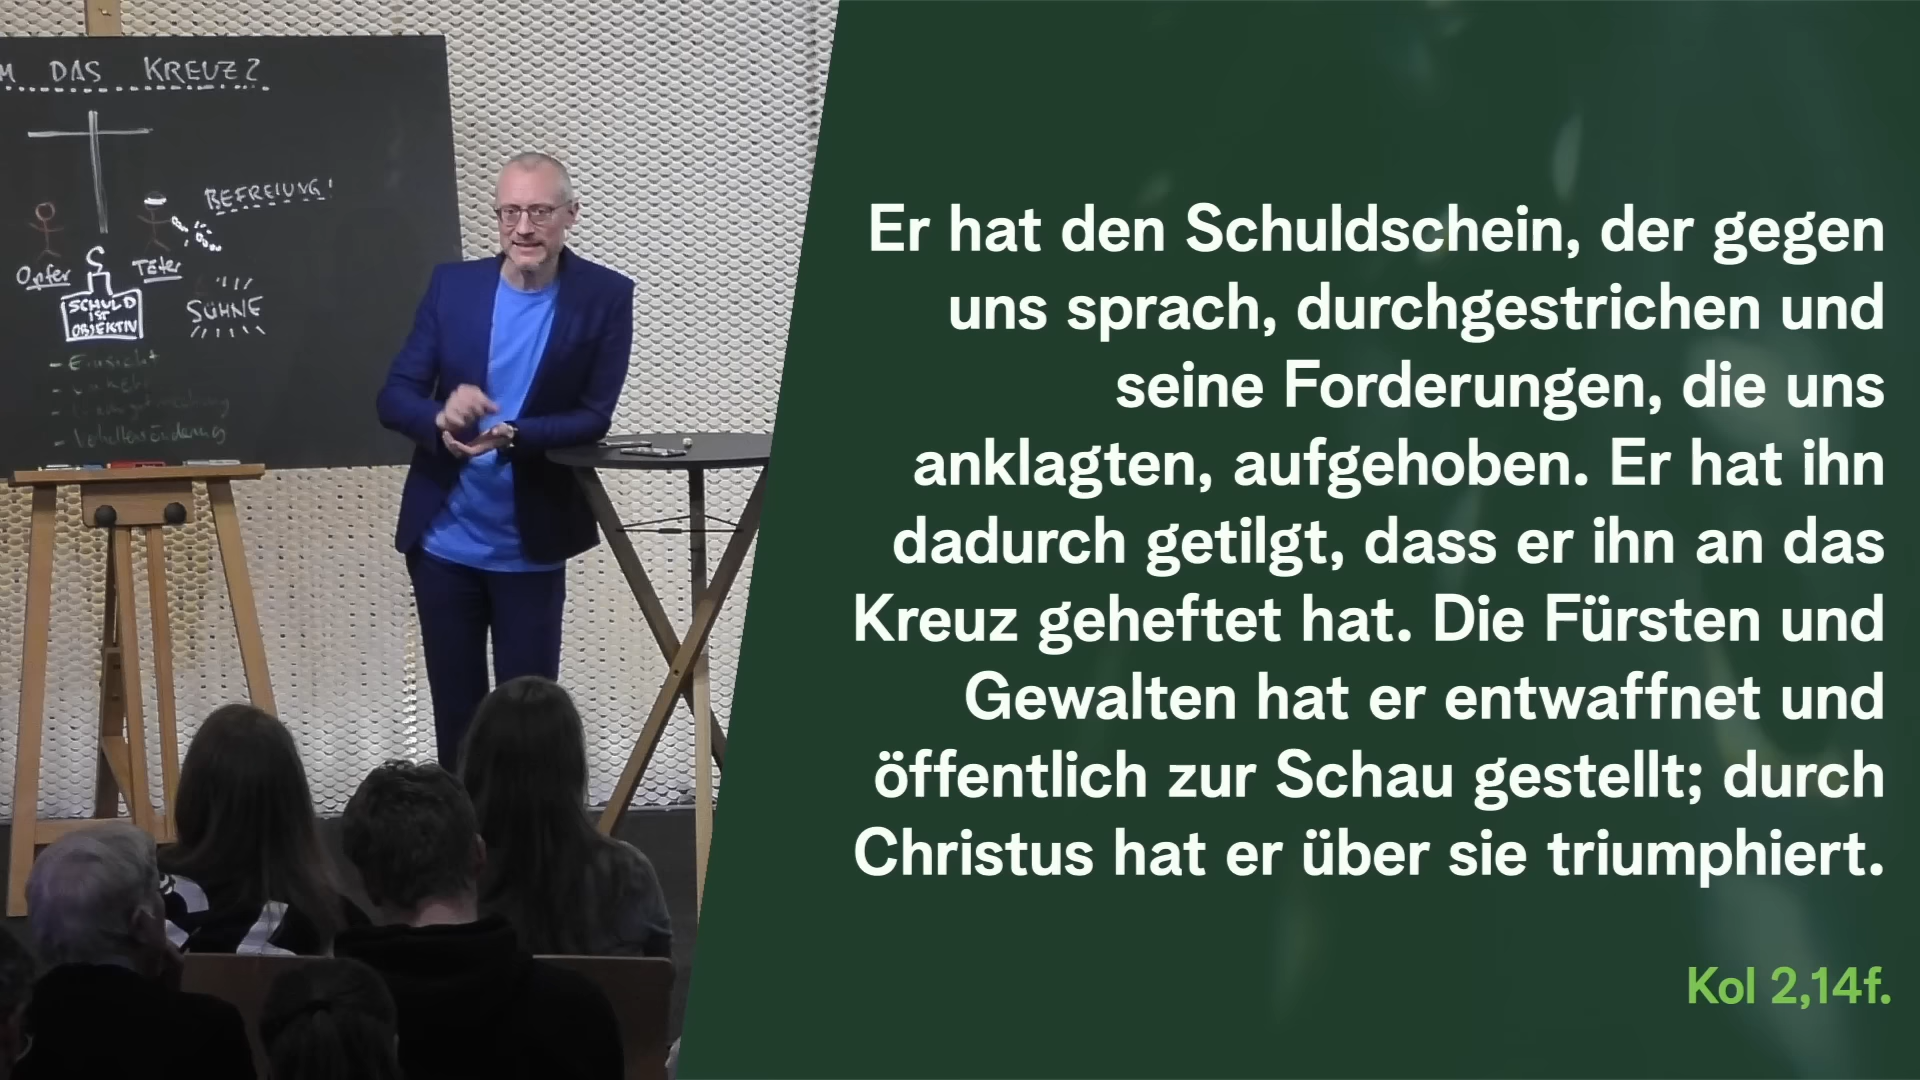 M DAS KREUZ?
BEFREIUNG!
Opfer
Täter
SCHULD
IST
OBJEKTIV
SÜHNE
- Einsicht
- Verhaltensänderung
Er hat den Schuldschein, der gegen
uns sprach, durchgestrichen und
seine Forderungen, die uns
anklagten, aufgehoben. Er hat ihn
dadurch getilgt, dass er ihn an das
Kreuz geheftet hat. Die Fürsten und
Gewalten hat er entwaffnet und
öffentlich zur Schau gestellt; durch
Christus hat er über sie triumphiert.
Kol 2,14f.